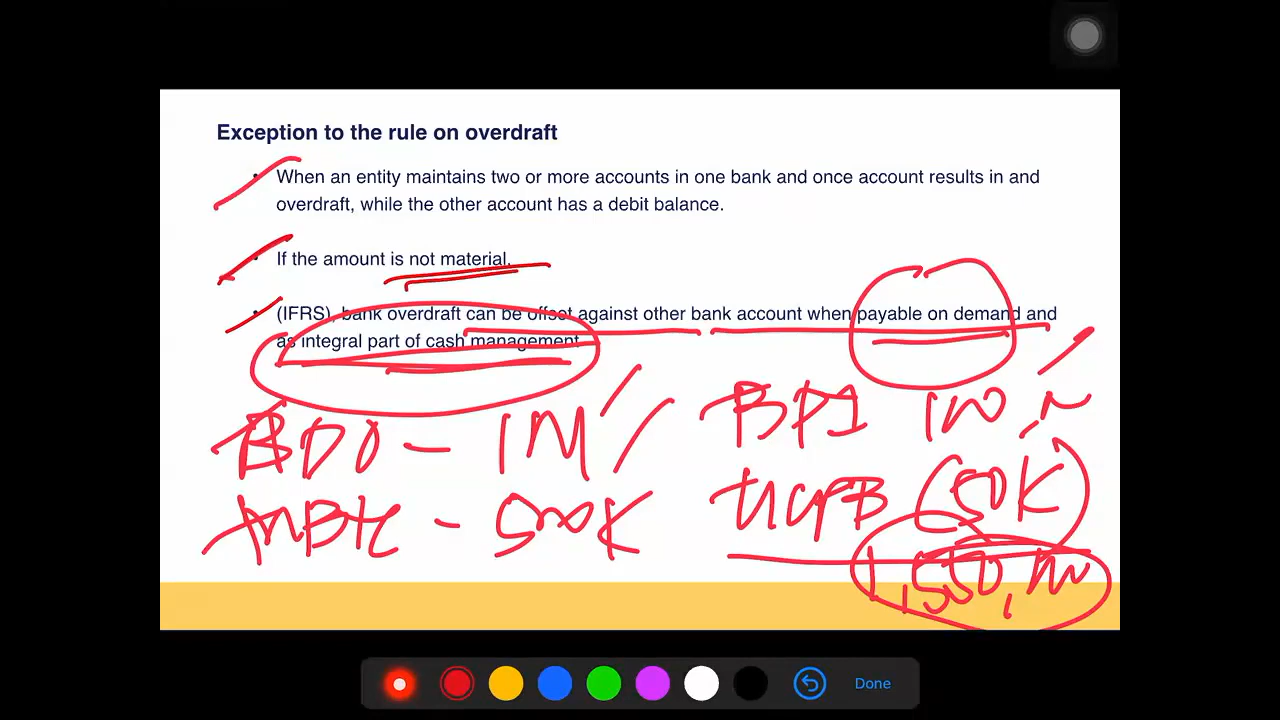 Exception to the rule on overdraft
• When an entity maintains two or more accounts in one bank and once account results in and
overdraft, while the other account has a debit balance.
• If the amount is not material.
• (IFRS), bank overdraft can be offset against other bank account when payable on demand and
as integral part of cash management
BDO - 1M
BPI 100,
MBTC - 500K
UCPB (50K)
1,550,000
Done